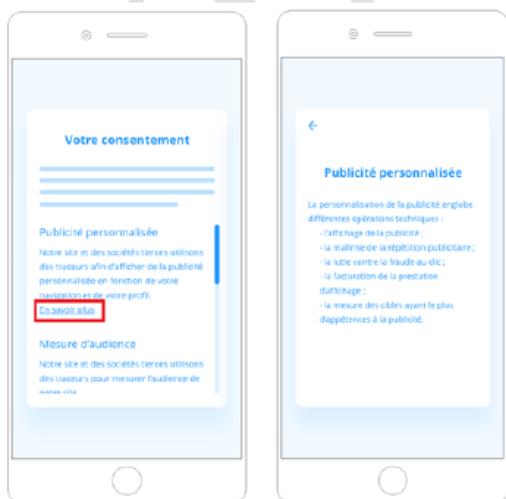 Votre consentement
Publicité personnalisée
Notre site et des sociétés tierces utilisons
des traceurs afin d'afficher de la publicité
personnalisée en fonction de votre
navigation et de votre profil.
En savoir plus
Mesure d'audience
Notre site et des sociétés tierces utilisons
des traceurs pour mesurer l'audience de
notre site
←
Publicité personnalisée
La personnalisation de la publicité englobe
différentes opérations techniques :
- l'affichage de la publicité ;
- la maîtrise de la répétition publicitaire ;
- la lutte contre la fraude au clic ;
- la facturation de la prestation
d'affichage ;
- la mesure des cibles ayant le plus
d'appétences à la publicité.